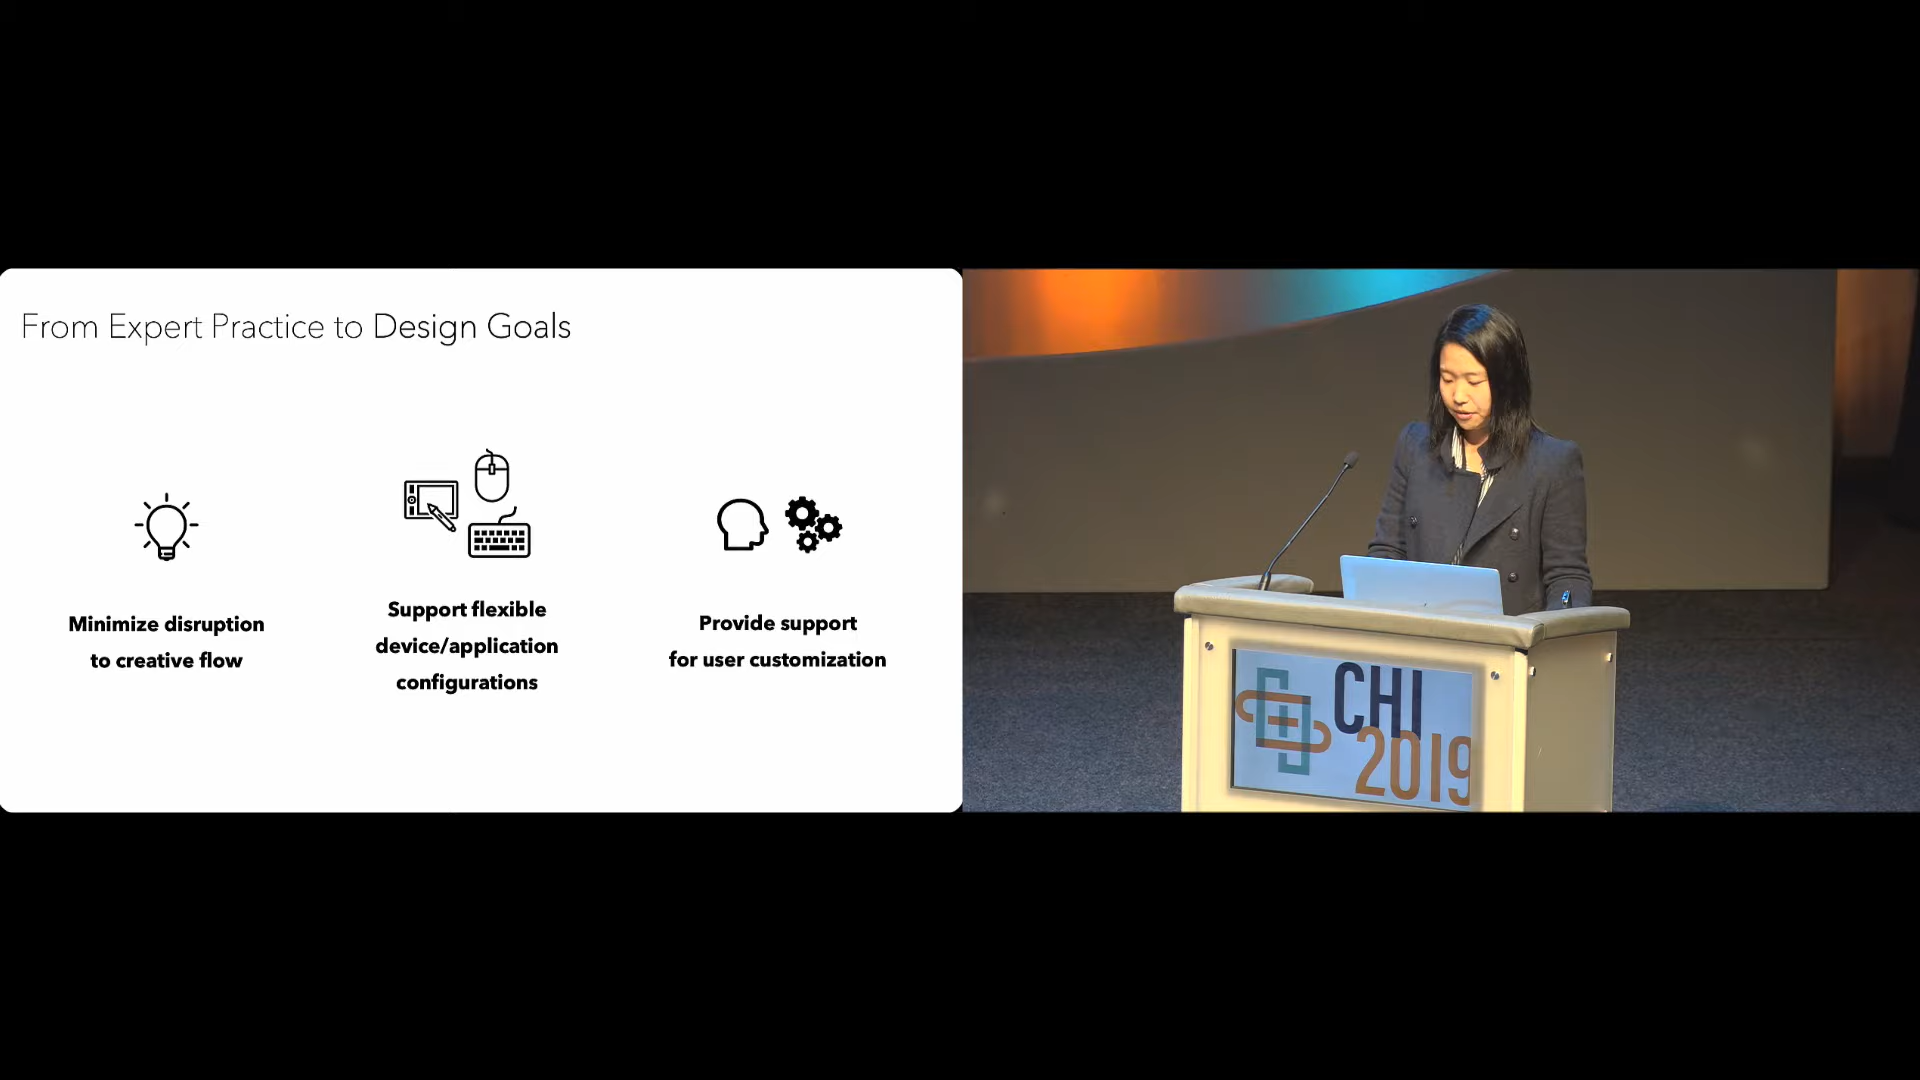 From Expert Practice to Design Goals
Minimize disruption
to creative flow
Support flexible
device/application
configurations
Provide support
for user customization
CHI
2019